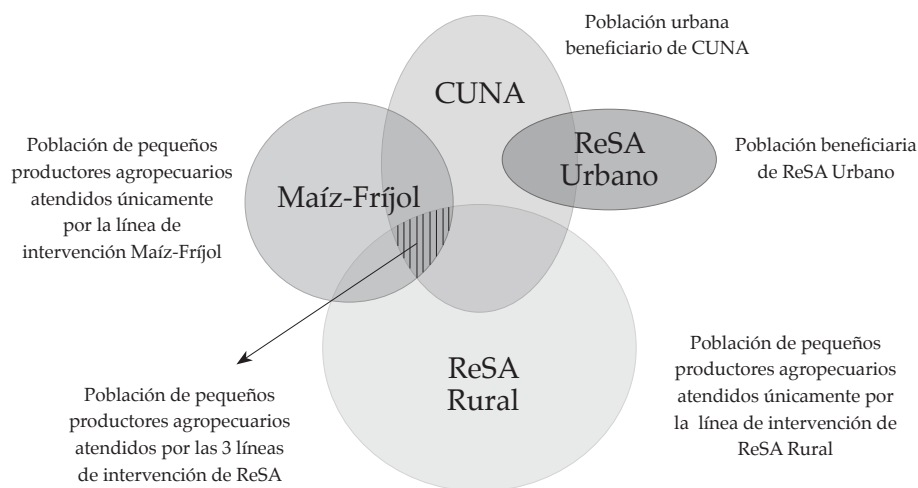 Población urbana
beneficiario de CUNA
CUNA
Población de pequeños
productores agropecuarios
atendidos únicamente
por la línea de
intervención Maíz-Fríjol
Maíz-Fríjol
ReSA
Urbano
Población beneficiaria
de ReSA Urbano
ReSA
Rural
Población de pequeños
productores agropecuarios
atendidos únicamente por
la línea de intervención de
ReSA Rural
Población de pequeños
productores agropecuarios
atendidos por las 3 líneas
de intervención de ReSA